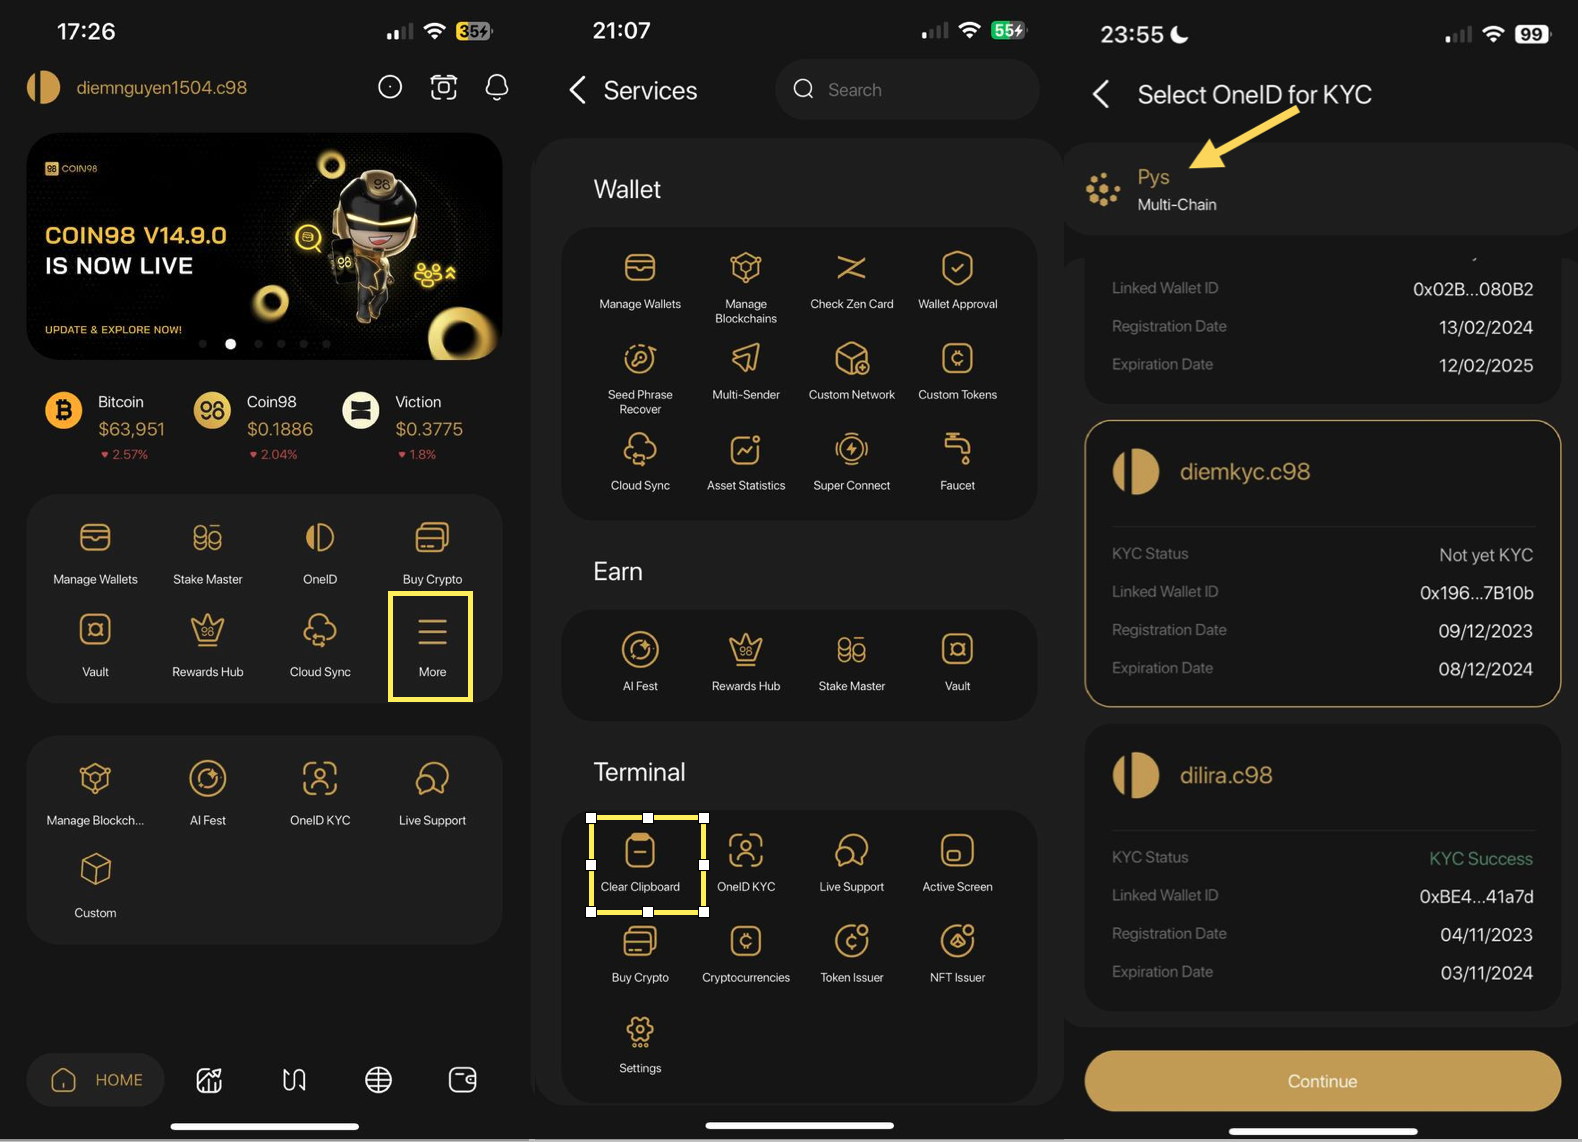 17:26
35
diemnguyen1504.c98
98 COIN98
COIN98 V14.9.0
IS NOW LIVE
UPDATE & EXPLORE NOW!
98
98
Bitcoin
$63,951
2.57%
98
Coin98
$0.1886
2.04%
Viction
$0.3775
1.8%
Manage Wallets
Stake Master
OneID
Buy Crypto
Vault
98
Rewards Hub
Cloud Sync
More
Manage Blockch...
AI Fest
OneID KYC
Live Support
Custom
HOME
21:07
55
Services
Search
Wallet
Manage Wallets
Manage
Blockchains
Check Zen Card
Wallet Approval
Seed Phrase
Recover
Multi-Sender
Custom Network
Custom Tokens
Cloud Sync
Asset Statistics
Super Connect
Faucet
Earn
AI Fest
98
Rewards Hub
Stake Master
Vault
Terminal
Clear Clipboard
OneID KYC
Live Support
Active Screen
Buy Crypto
Cryptocurrencies
Token Issuer
NFT Issuer
Settings
23:55
99
Select OneID for KYC
Pys
Multi-Chain
Linked Wallet ID
0x02B...080B2
Registration Date
13/02/2024
Expiration Date
12/02/2025
diemkyc.c98
KYC Status
Not yet KYC
Linked Wallet ID
0x196...7B10b
Registration Date
09/12/2023
Expiration Date
08/12/2024
dilira.c98
KYC Status
KYC Success
Linked Wallet ID
0xBE4...41a7d
Registration Date
04/11/2023
Expiration Date
03/11/2024
Continue